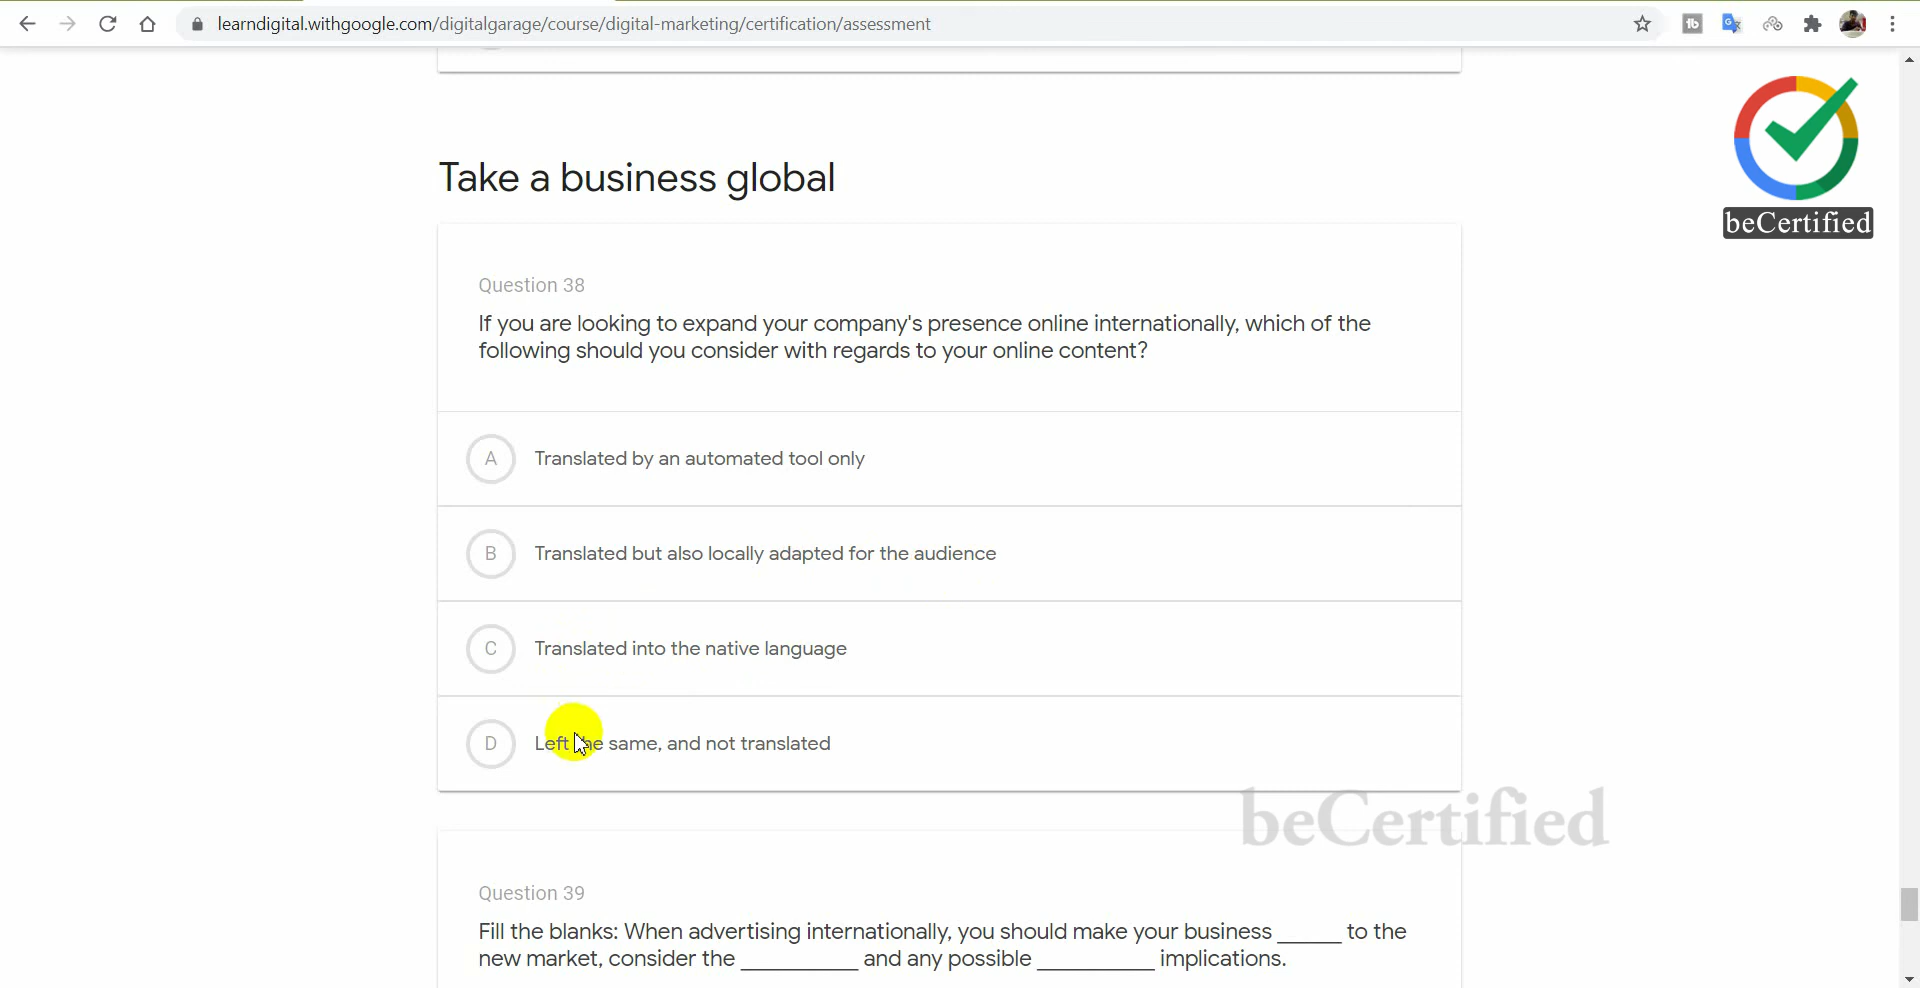 learndigital.withgoogle.com/digitalgarage/course/digital-marketing/certification/assessment
beCertified
Take a business global
Question 38
If you are looking to expand your company's presence online internationally, which of the
following should you consider with regards to your online content?
A Translated by an automated tool only
B Translated but also locally adapted for the audience
C Translated into the native language
D Left the same, and not translated
beCertified
Question 39
Fill the blanks: When advertising internationally, you should make your business ______ to the
new market, consider the ___________ and any possible ___________ implications.